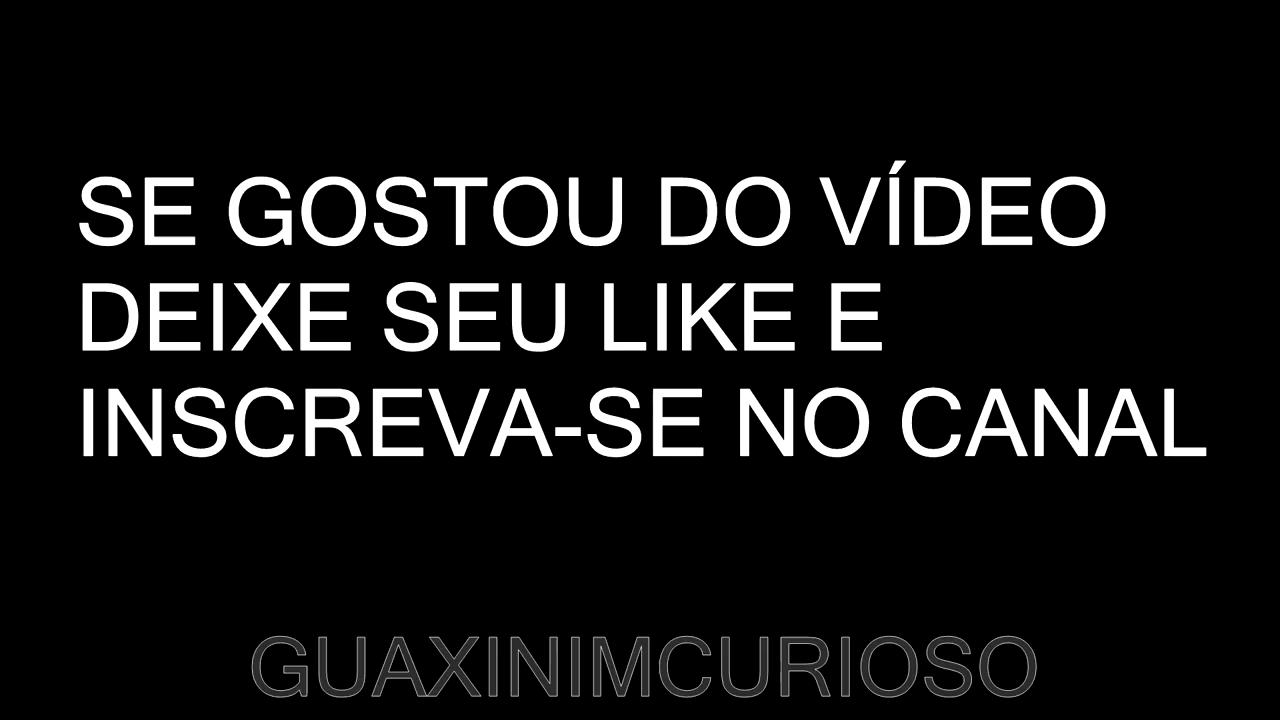 SE GOSTOU DO VÍDEO
DEIXE SEU LIKE E
INSCREVA-SE NO CANAL
GUAXINIMCURIOSO